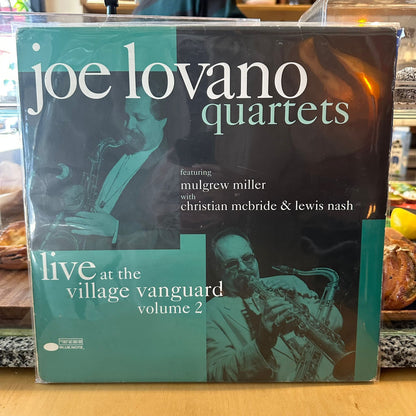 joe lovano
quartets
featuring
mulgrew miller
with
christian mcbride & lewis nash
live at the
village vanguard
volume 2